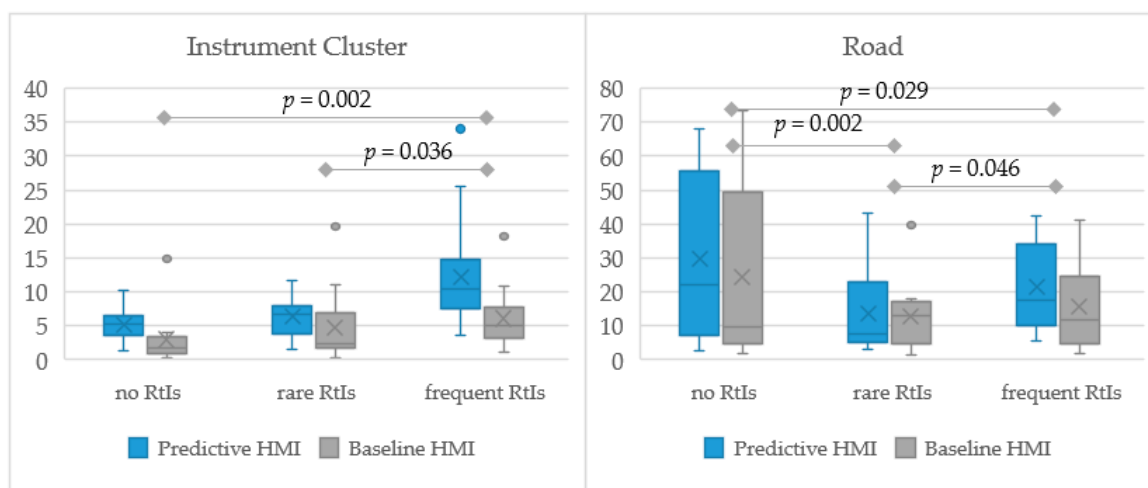 Instrument Cluster
40
35
30
25
20
15
10
5
0
p = 0.002
p = 0.036
no RtIs rare RtIs frequent RtIs
Predictive HMI Baseline HMI
Road
80
70
60
50
40
30
20
10
0
p = 0.029
p = 0.002
p = 0.046
no RtIs rare RtIs frequent RtIs
Predictive HMI Baseline HMI